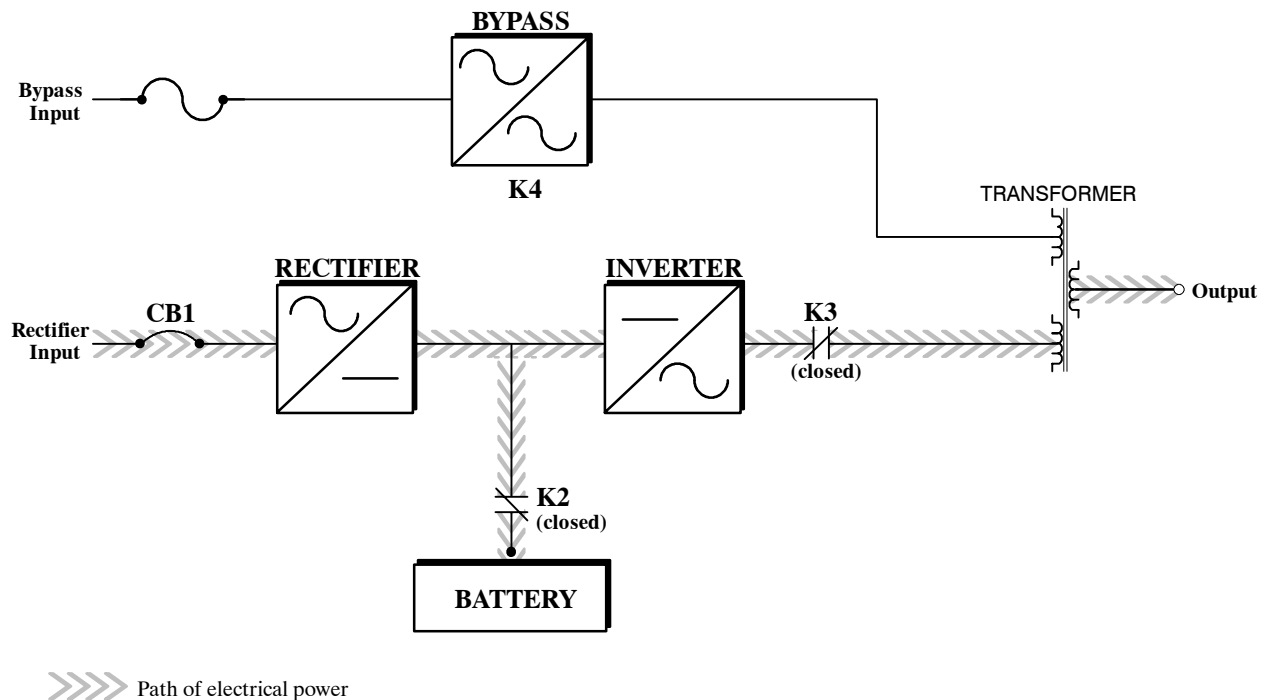 BYPASS
Bypass
Input
K4
TRANSFORMER
RECTIFIER
INVERTER
Output
CB1
K3
Rectifier
Input
(closed)
K2
(closed)
BATTERY
Path of electrical power